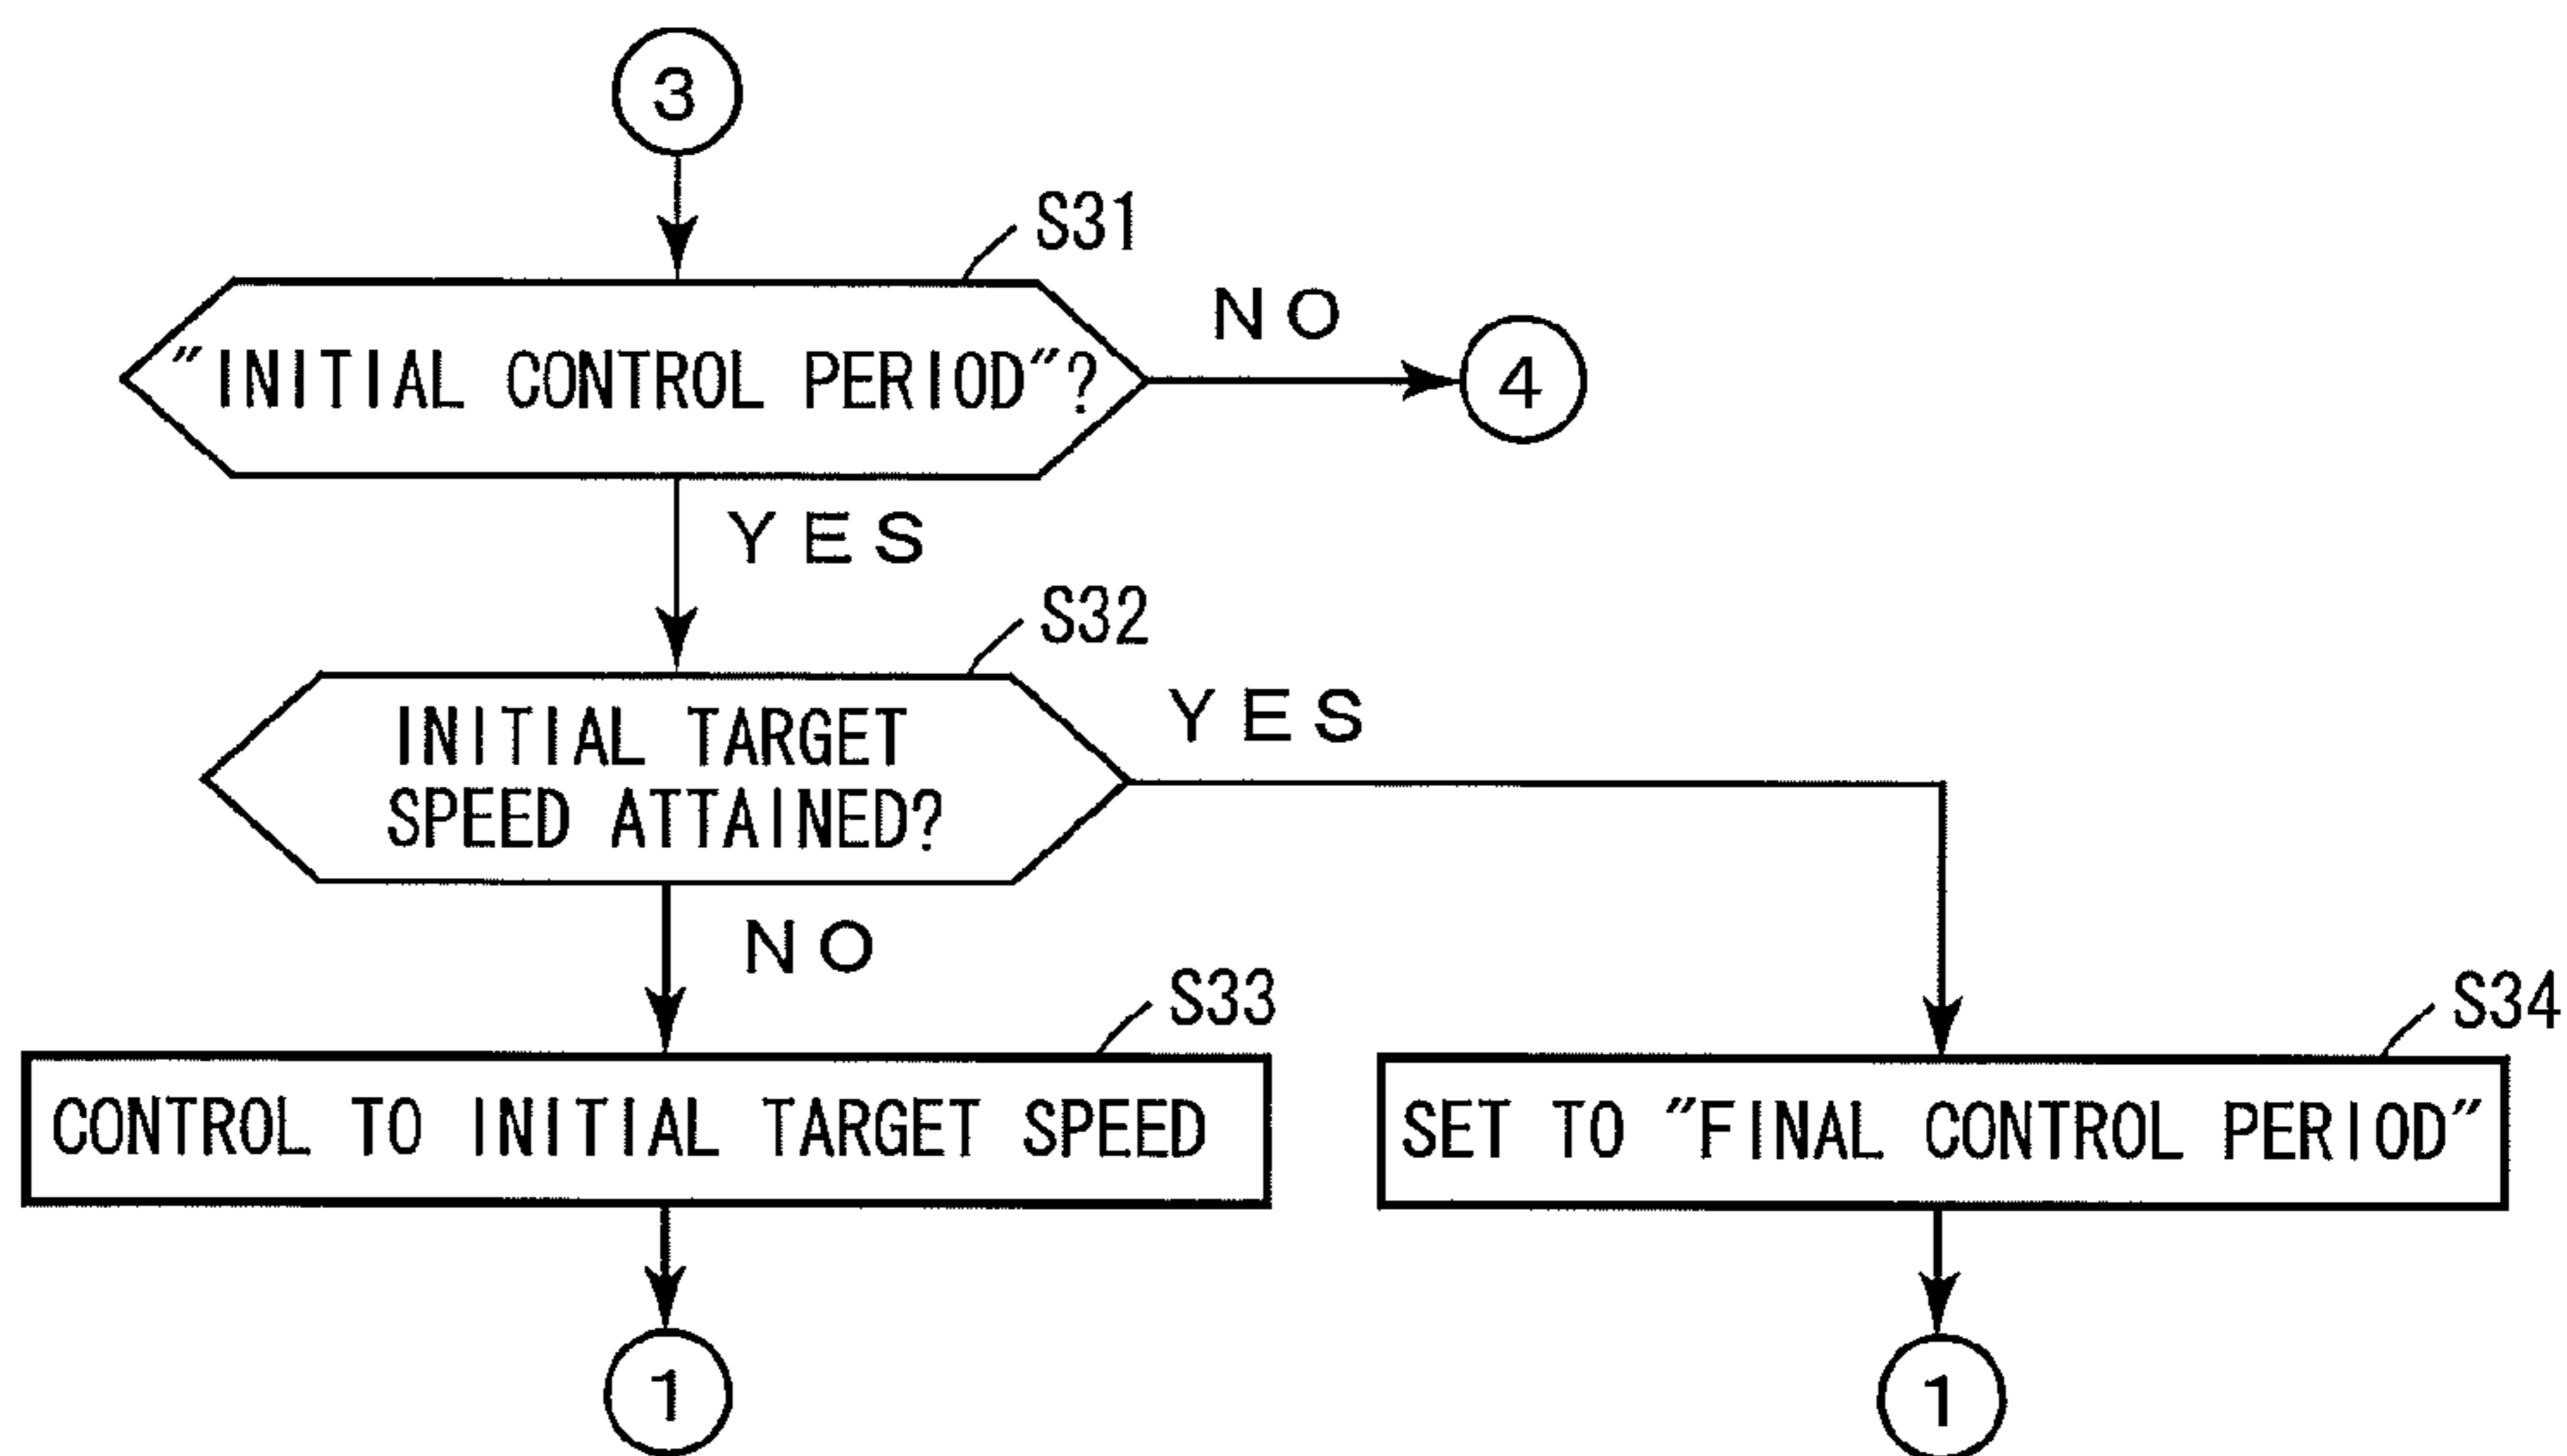 3
S31
"INITIAL CONTROL PERIOD"?
NO
4
YES
S32
INITIAL TARGET
SPEED ATTAINED?
YES
NO
S33
CONTROL TO INITIAL TARGET SPEED
S34
SET TO "FINAL CONTROL PERIOD"
1
1